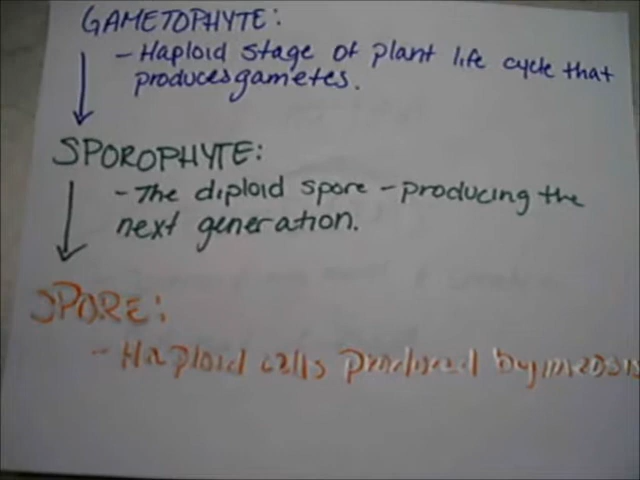 GAMETOPHYTE:
- Haploid stage of plant life cycle that
produces gametes.
SPOROPHYTE:
- The diploid spore - producing the
next generation.
SPORE:
- Haploid cells produced by meiosis